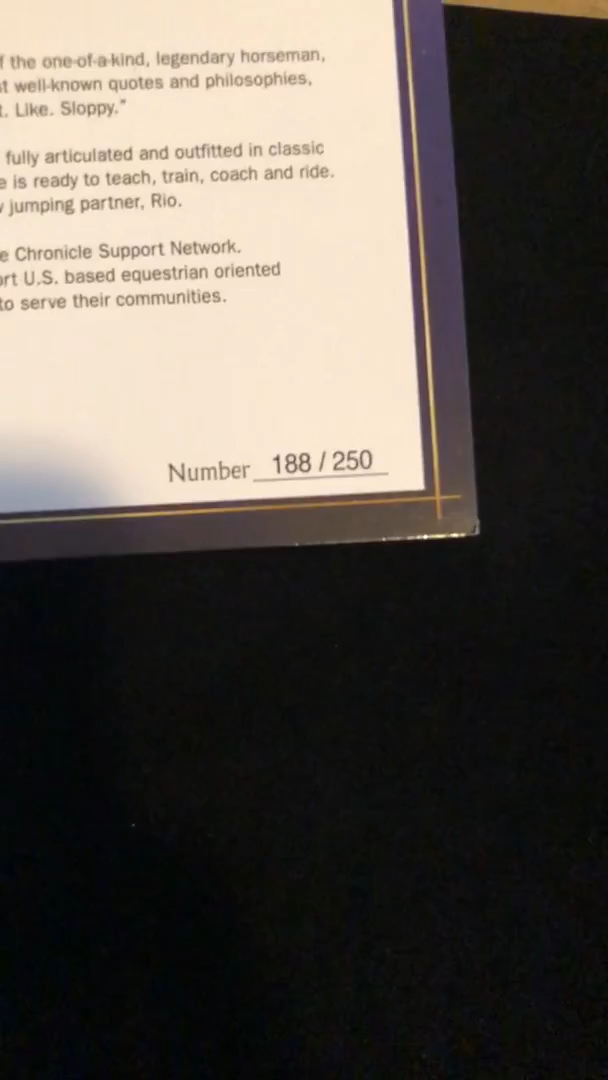 the one-of-a-kind, legendary horseman,
well-known quotes and philosophies,
Like. Sloppy."
fully articulated and outfitted in classic
is ready to teach, train, coach and ride.
jumping partner, Rio.
Chronicle Support Network.
U.S. based equestrian oriented
to serve their communities.
Number 188 / 250